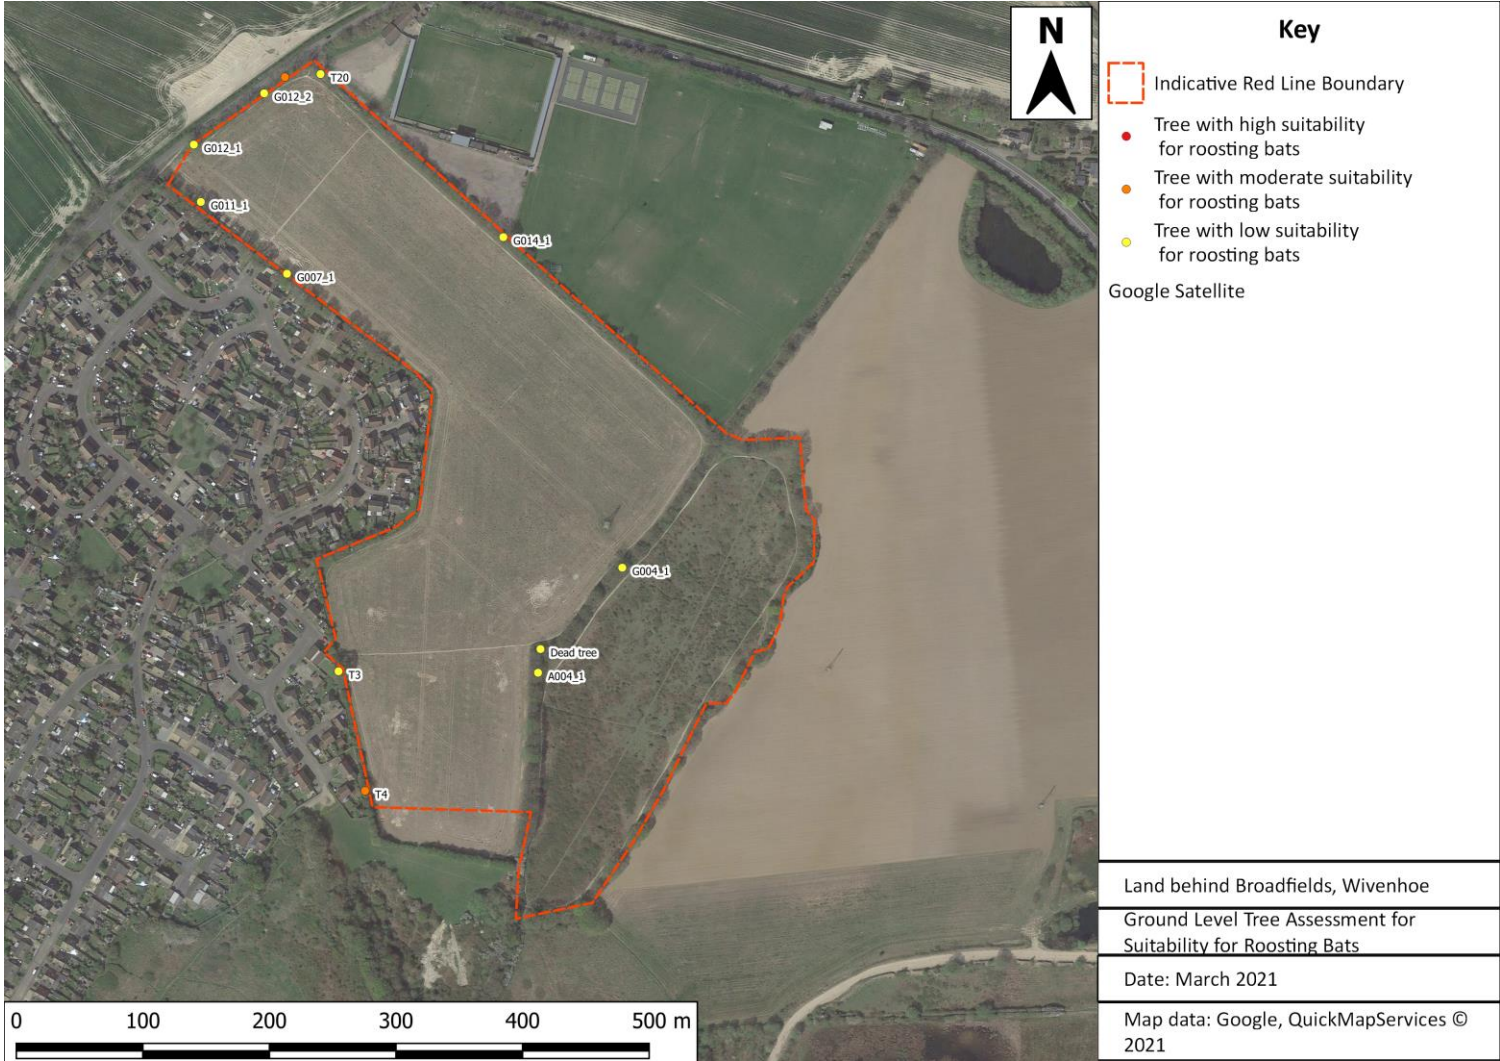 N
T20
G012_2
G012_1
G011_1
G014_1
G007_1
G004_1
Dead tree
A004_1
T3
T4
0 100 200 300 400 500 m
Key
Indicative Red Line Boundary
Tree with high suitability
for roosting bats
Tree with moderate suitability
for roosting bats
Tree with low suitability
for roosting bats
Google Satellite
Land behind Broadfields, Wivenhoe
Ground Level Tree Assessment for
Suitability for Roosting Bats
Date: March 2021
Map data: Google, QuickMapServices ©
2021